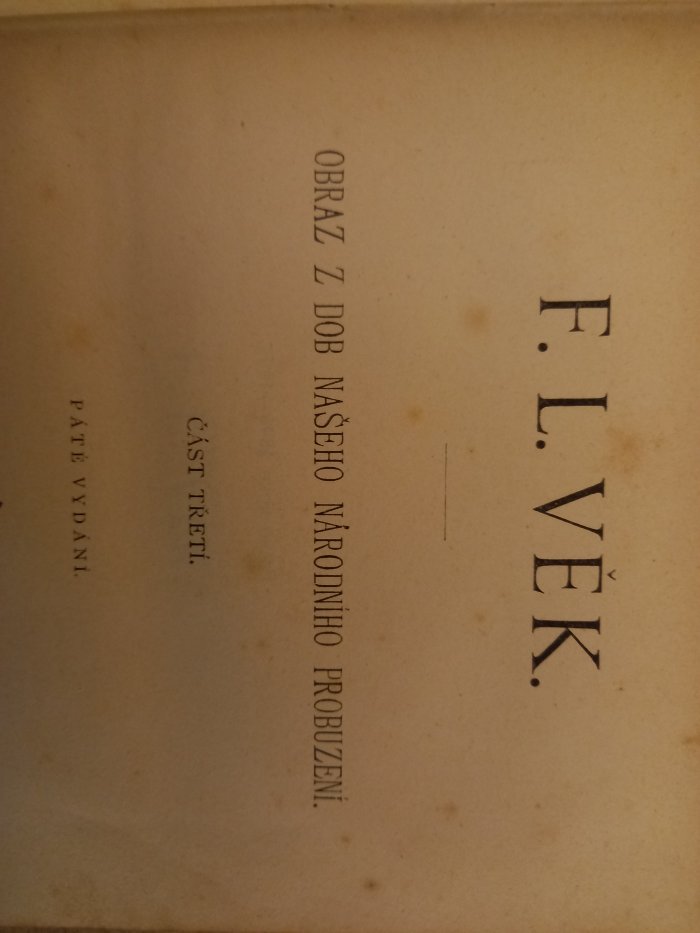 F. L. VĚK.
OBRAZ Z DOB NAŠEHO NÁRODNÍHO PROBUZENÍ.
ČÁST TŘETÍ.
PÁTÉ VYDÁNÍ.